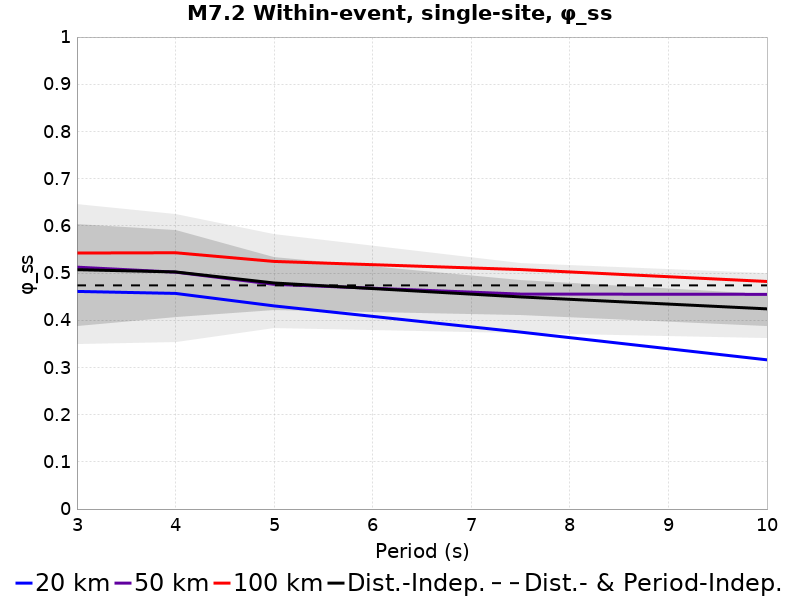 M7.2 Within-event, single-site, φ_ss
1
0.9
0.8
0.7
0.6
0.5
0.4
0.3
0.2
0.1
0
φ_ss
3 4 5 6 7 8 9 10
Period (s)
20 km 50 km 100 km Dist.-Indep. Dist.- & Period-Indep.